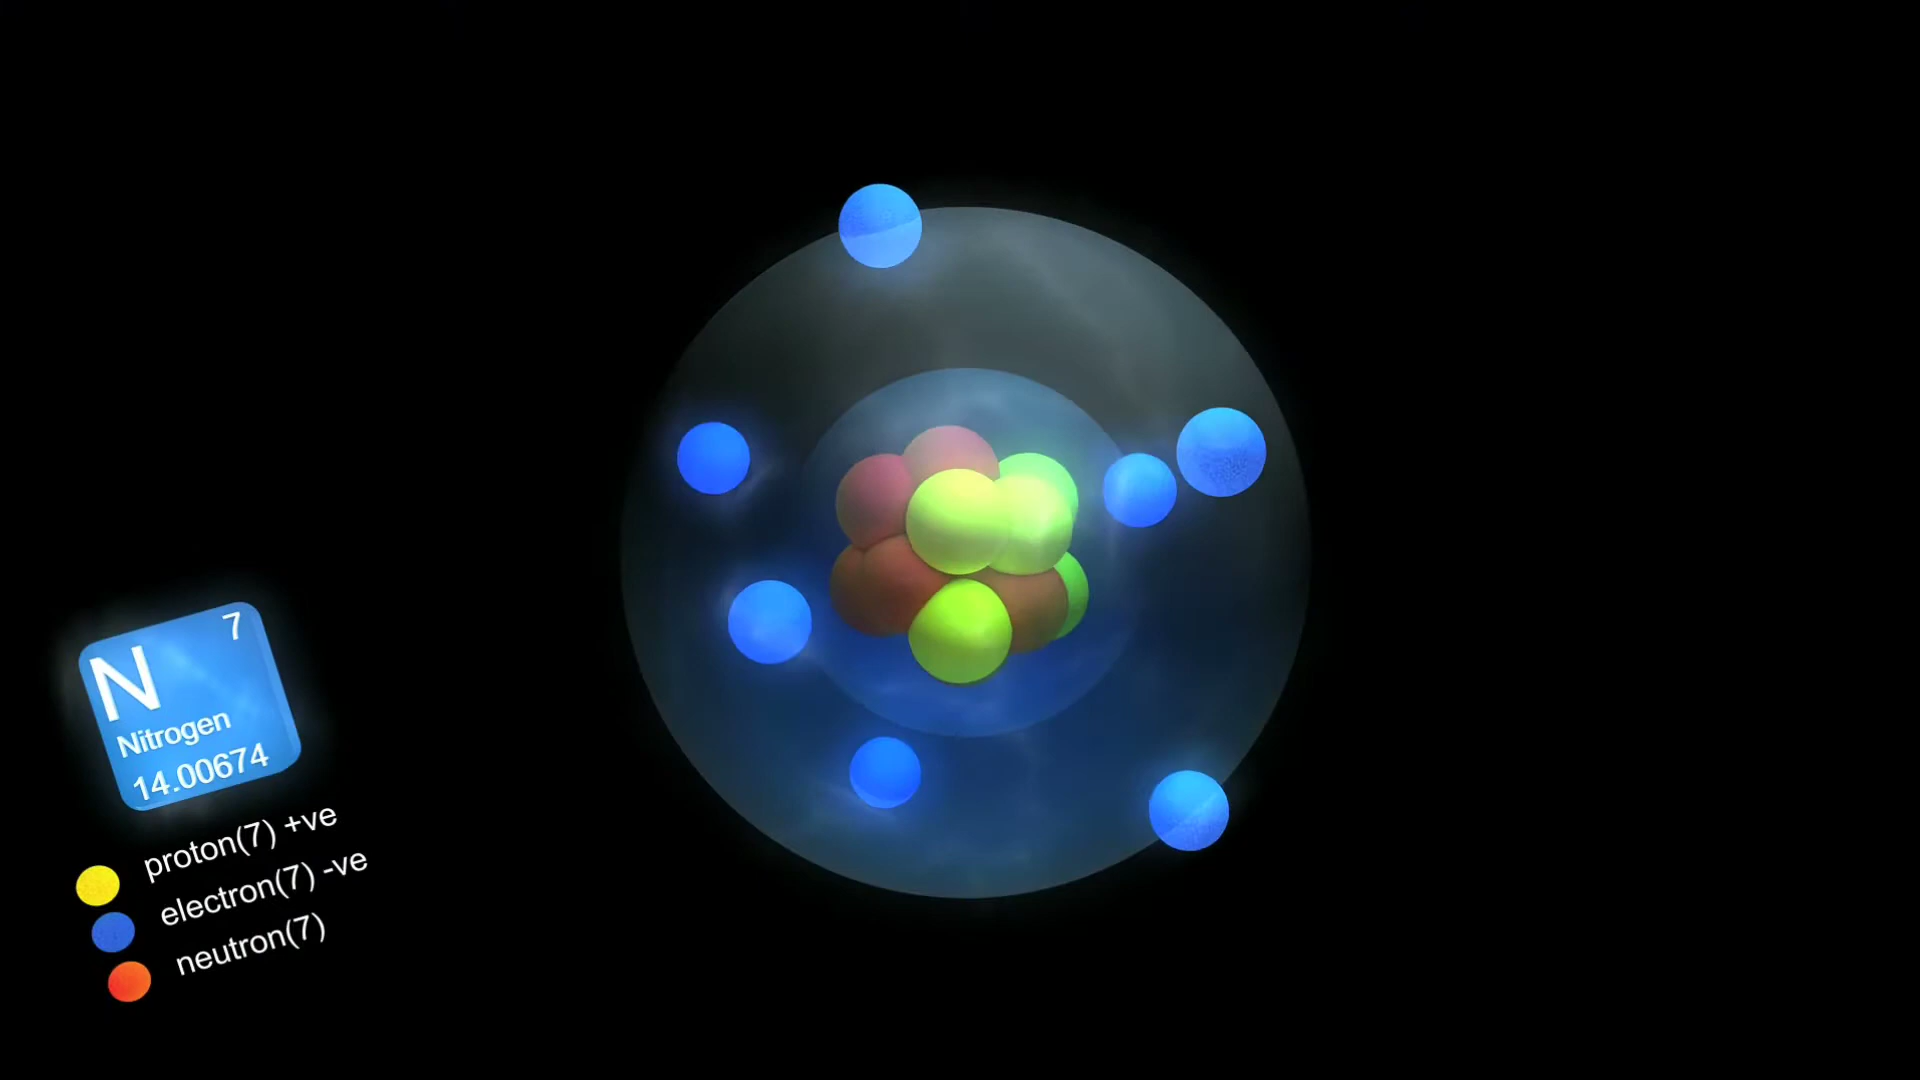 7
N
Nitrogen
14.00674
proton(7) +ve
electron(7) -ve
neutron(7)